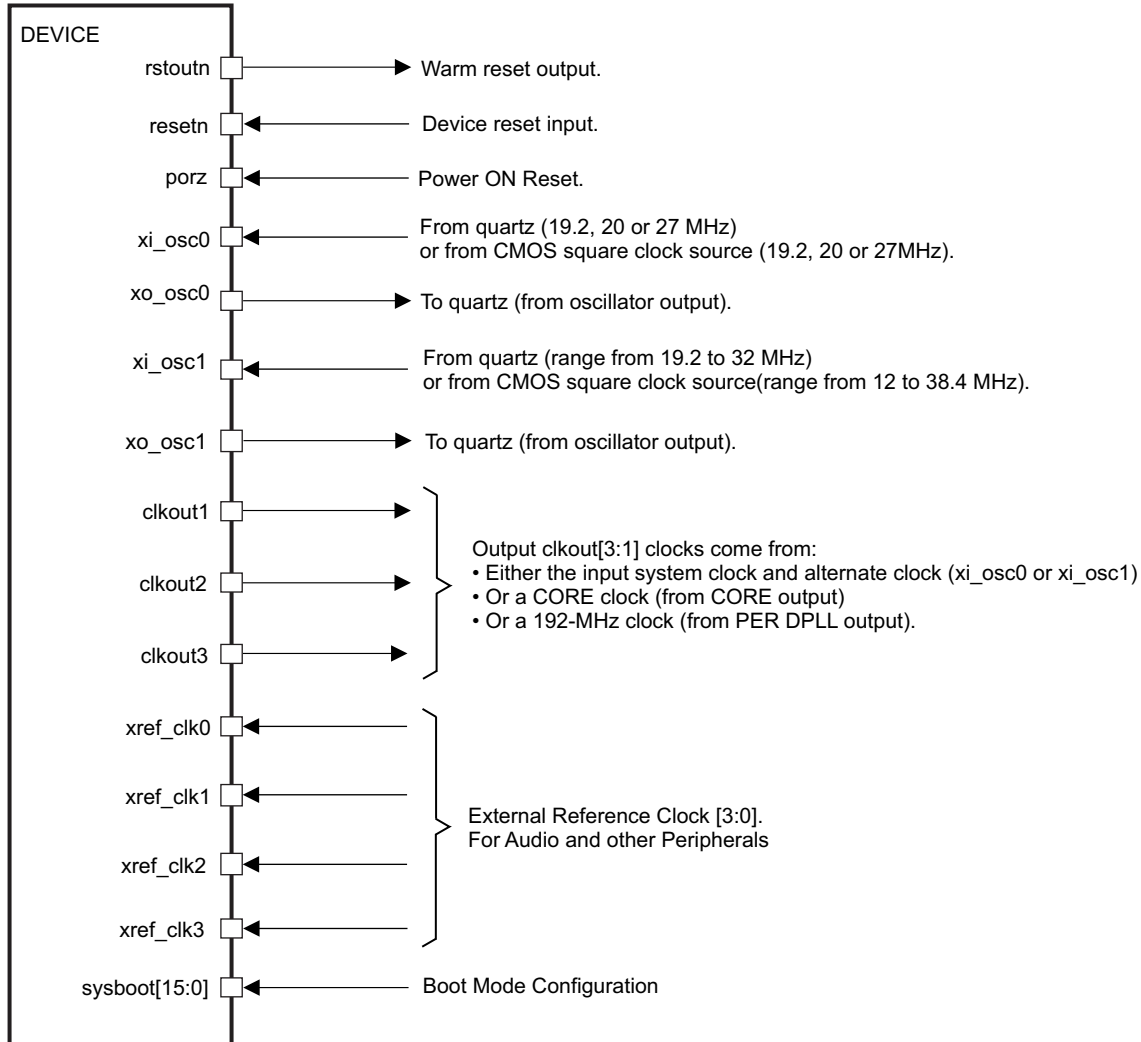 DEVICE
rstoutn Warm reset output.
resetn Device reset input.
porz Power ON Reset.
xi_osc0 From quartz (19.2, 20 or 27 MHz)
or from CMOS square clock source (19.2, 20 or 27MHz).
xo_osc0 To quartz (from oscillator output).
xi_osc1 From quartz (range from 19.2 to 32 MHz)
or from CMOS square clock source(range from 12 to 38.4 MHz).
xo_osc1 To quartz (from oscillator output).
clkout1
clkout2
clkout3
Output clkout[3:1] clocks come from:
• Either the input system clock and alternate clock (xi_osc0 or xi_osc1)
• Or a CORE clock (from CORE output)
• Or a 192-MHz clock (from PER DPLL output).
xref_clk0
xref_clk1
xref_clk2
xref_clk3
External Reference Clock [3:0].
For Audio and other Peripherals
sysboot[15:0] Boot Mode Configuration